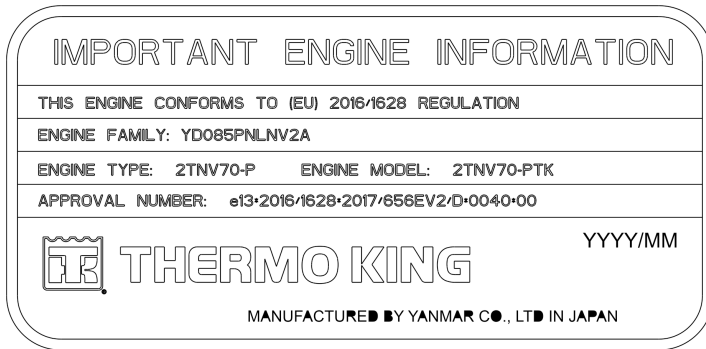 IMPORTANT ENGINE INFORMATION
THIS ENGINE CONFORMS TO (EU) 2016/1628 REGULATION
ENGINE FAMILY: YD085PNLNV2A
ENGINE TYPE: 2TNV70-P ENGINE MODEL: 2TNV70-PTK
APPROVAL NUMBER: e13*2016/1628*2017/656EV2/D*0040*00
YYYY/MM
TK THERMO KING
MANUFACTURED BY YANMAR CO., LTD IN JAPAN